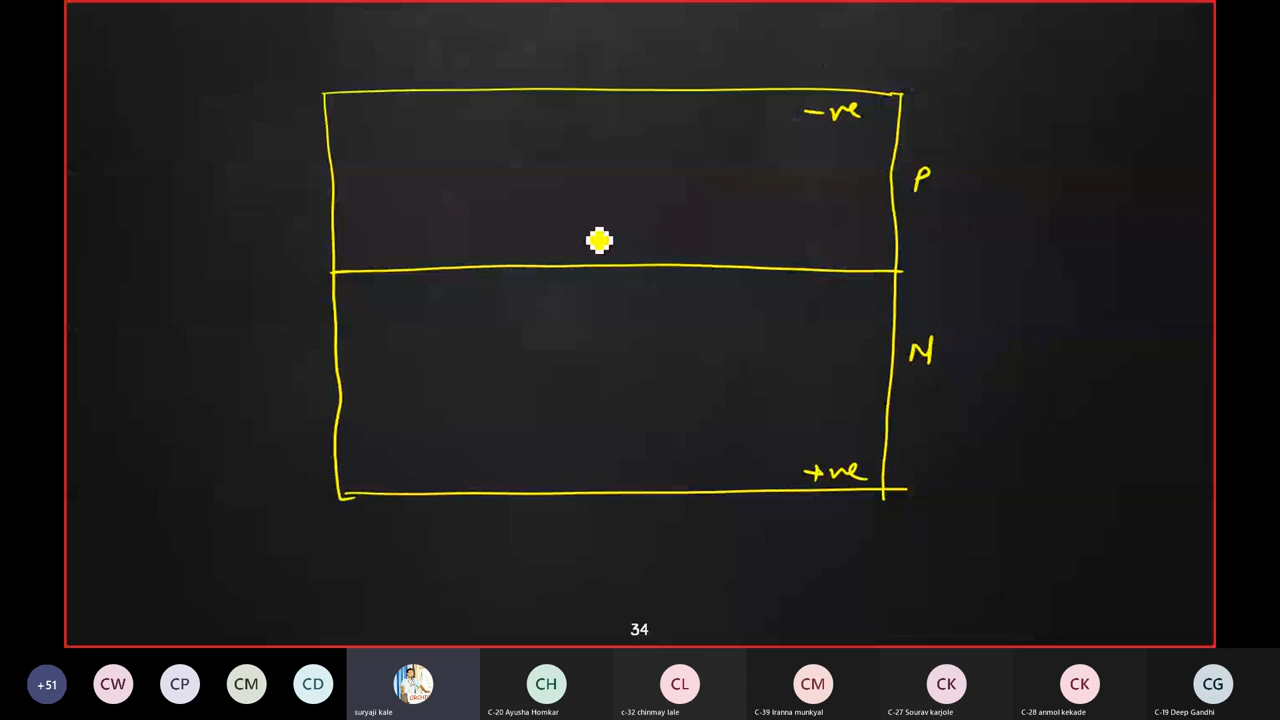 -ve
P
N
+ve
34
+51
CW
CP
CM
CD
suryaji kale
CH
C-20 Ayusha Homkar
CL
c-32 chinmay lale
CM
C-39 Iranna munkyal
CK
C-27 Sourav karjole
CK
C-28 anmol kekade
CG
C-19 Deep Gandhi